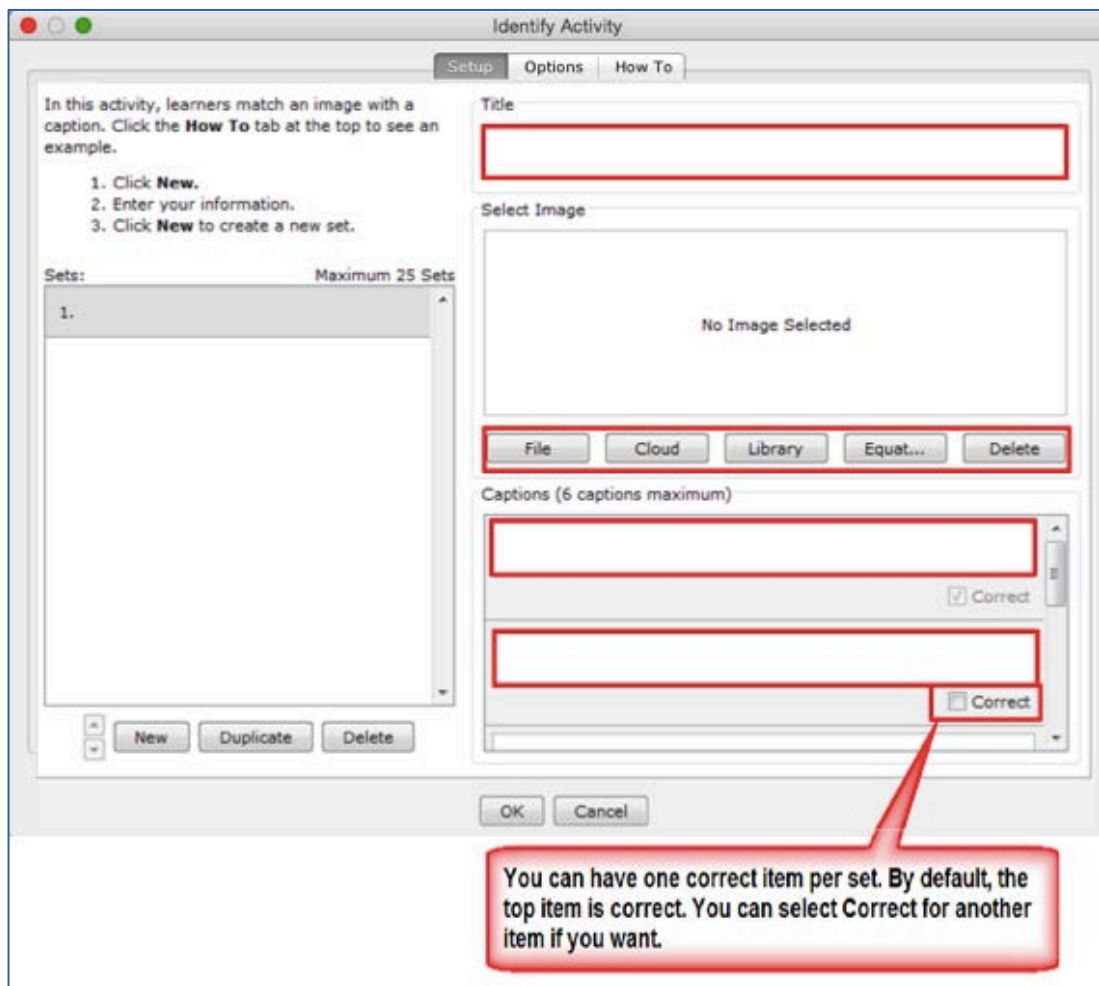 Identify Activity
Setup Options How To
In this activity, learners match an image with a
caption. Click the How To tab at the top to see an
example.
1. Click New.
2. Enter your information.
3. Click New to create a new set.
Sets: Maximum 25 Sets
1.
New Duplicate Delete
Title
Select Image
No Image Selected
File Cloud Library Equat... Delete
Captions (6 captions maximum)
Correct
Correct
OK Cancel
You can have one correct item per set. By default, the
top item is correct. You can select Correct for another
item if you want.